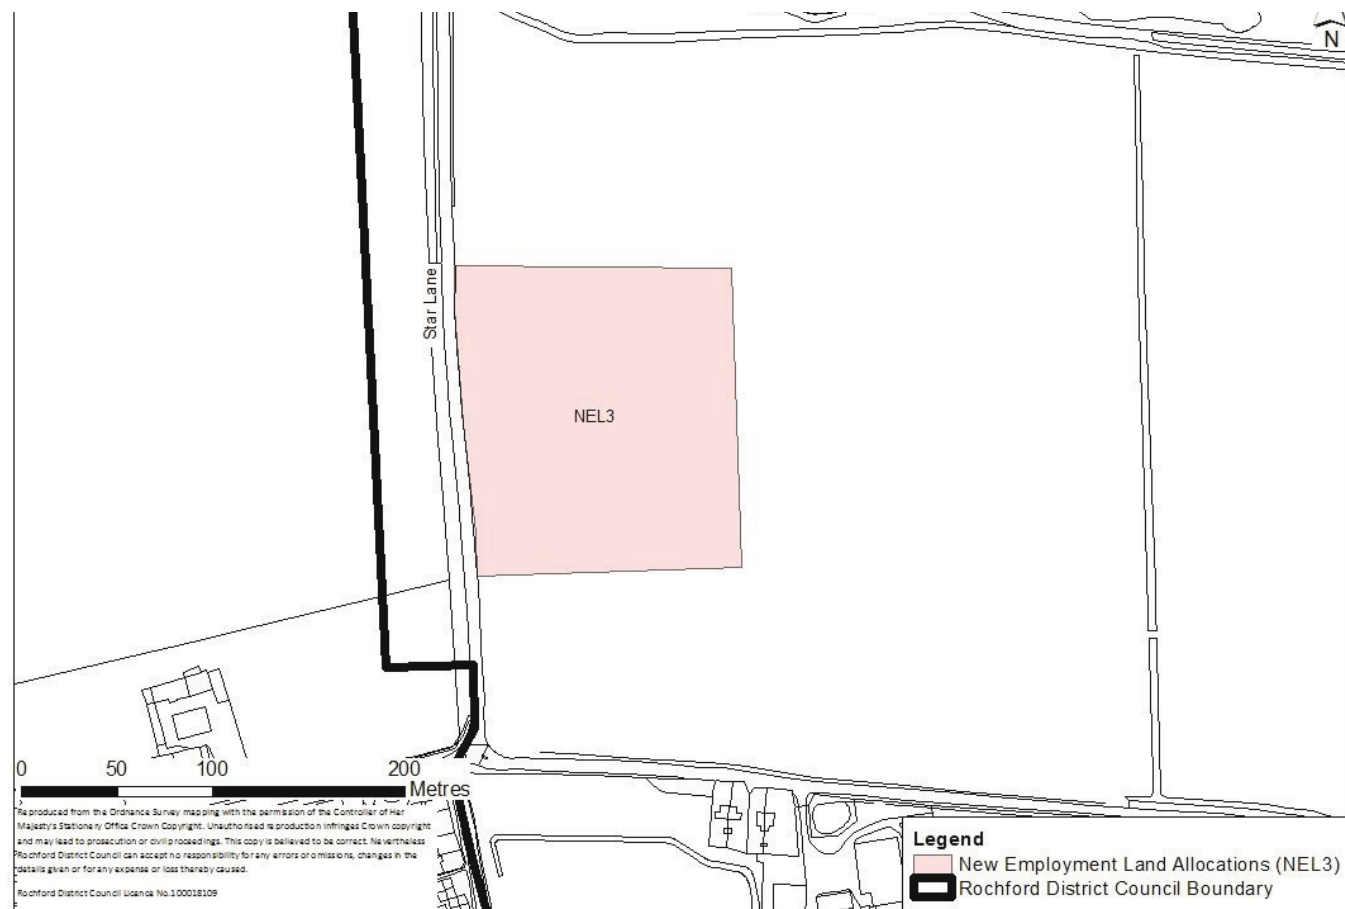 N
Star Lane
NEL3
0 50 100 200
Metres
Reproduced from the Ordnance Survey mapping with the permission of the Controller of Her
Majesty's Stationery Office Crown Copyright. Unauthorised reproduction infringes Crown copyright
and may lead to prosecution or civil proceedings. This copy is believed to be correct. Nevertheless
Rochford District Council can accept no responsibility for any errors or omissions, changes in the
details given or for any expense or loss thereby caused.
Rochford District Council Licence No.100018109
Legend
New Employment Land Allocations (NEL3)
Rochford District Council Boundary